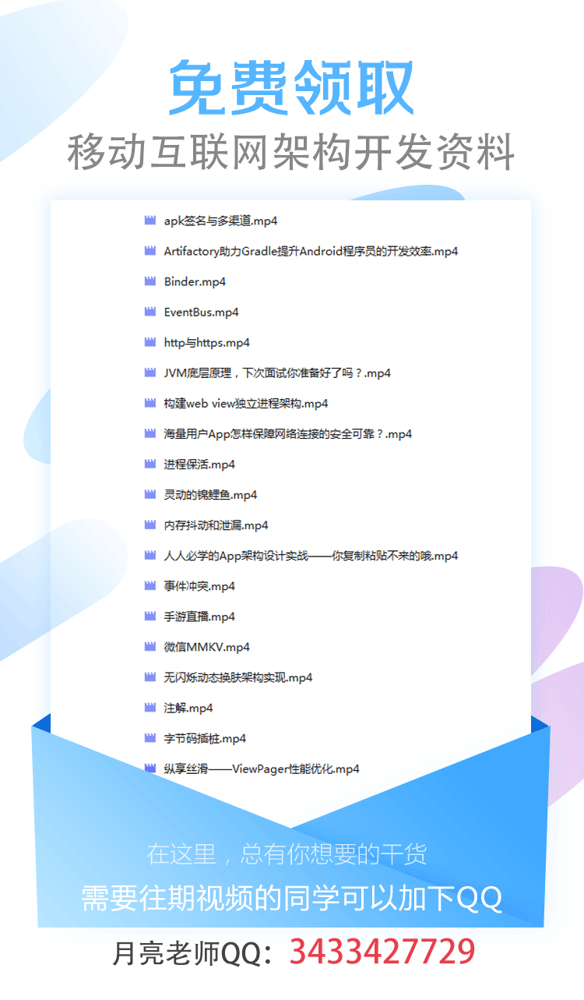 免费领取
移动互联网架构开发资料
apk签名与多渠道.mp4
Artifactory助力Gradle提升Android程序员的开发效率.mp4
Binder.mp4
EventBus.mp4
http与https.mp4
JVM底层原理，下次面试你准备好了吗？.mp4
构建web view独立进程架构.mp4
海量用户App怎样保障网络连接的安全可靠？.mp4
进程保活.mp4
灵动的锦鲤鱼.mp4
内存抖动和泄漏.mp4
人人必学的App架构设计实战——你复制粘贴不来的哦.mp4
事件冲突.mp4
手游直播.mp4
微信MMKV.mp4
无闪烁动态换肤架构实现.mp4
注解.mp4
字节码插桩.mp4
纵享丝滑——ViewPager性能优化.mp4
在这里，总有你想要的干货
需要往期视频的同学可以加下QQ
月亮老师QQ：3433427729